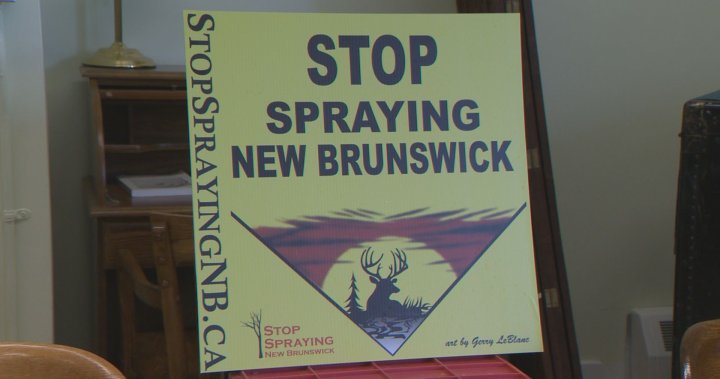 STOPSPRAYINGNB.CA
STOP
SPRAYING
NEW BRUNSWICK
STOP
SPRAYING
NEW BRUNSWICK
art by Gerry LeBlanc